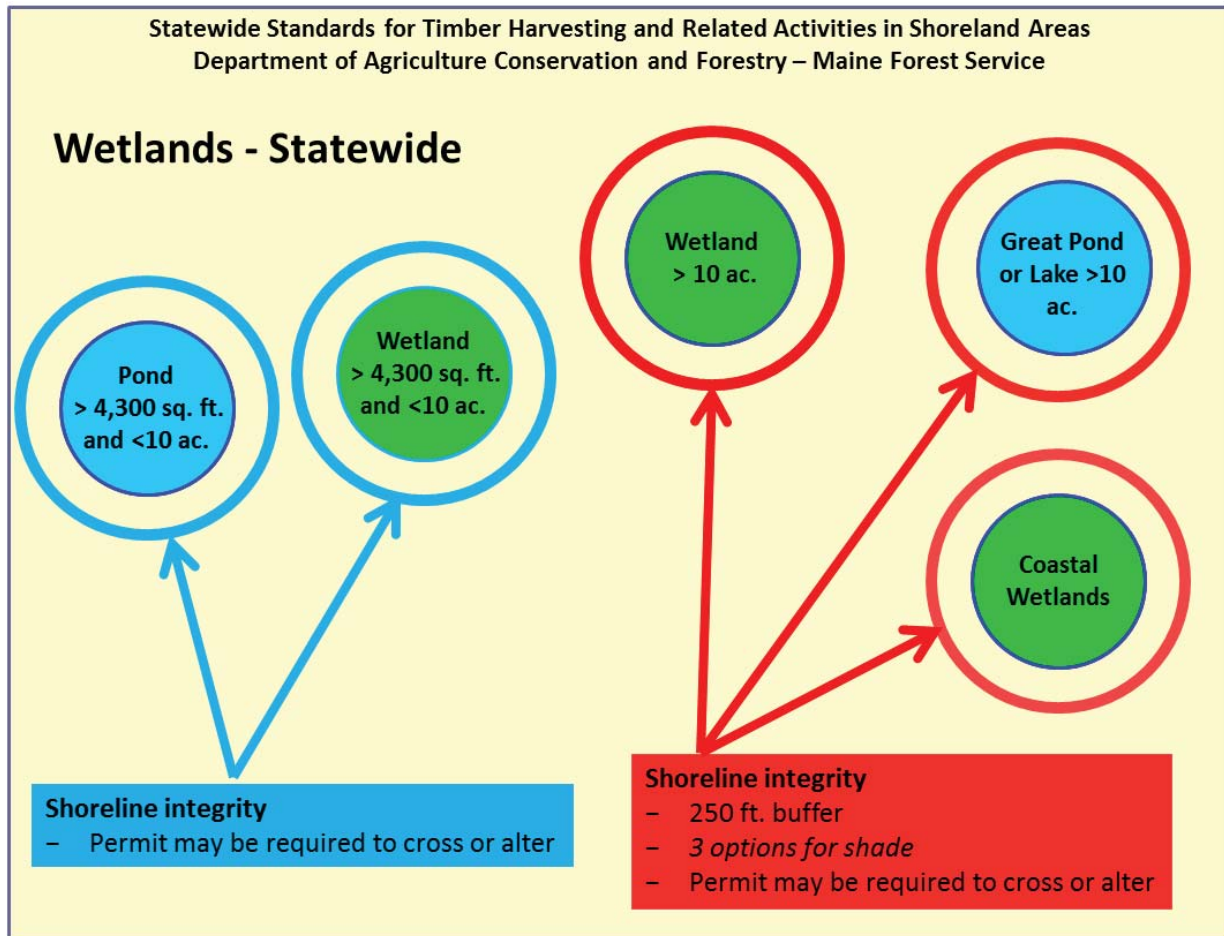 Statewide Standards for Timber Harvesting and Related Activities in Shoreland Areas
Department of Agriculture Conservation and Forestry – Maine Forest Service
Wetlands - Statewide
Pond
> 4,300 sq. ft.
and <10 ac.
Wetland
> 4,300 sq. ft.
and <10 ac.
Wetland
> 10 ac.
Great Pond
or Lake >10
ac.
Coastal
Wetlands
Shoreline integrity
– Permit may be required to cross or alter
Shoreline integrity
– 250 ft. buffer
– 3 options for shade
– Permit may be required to cross or alter